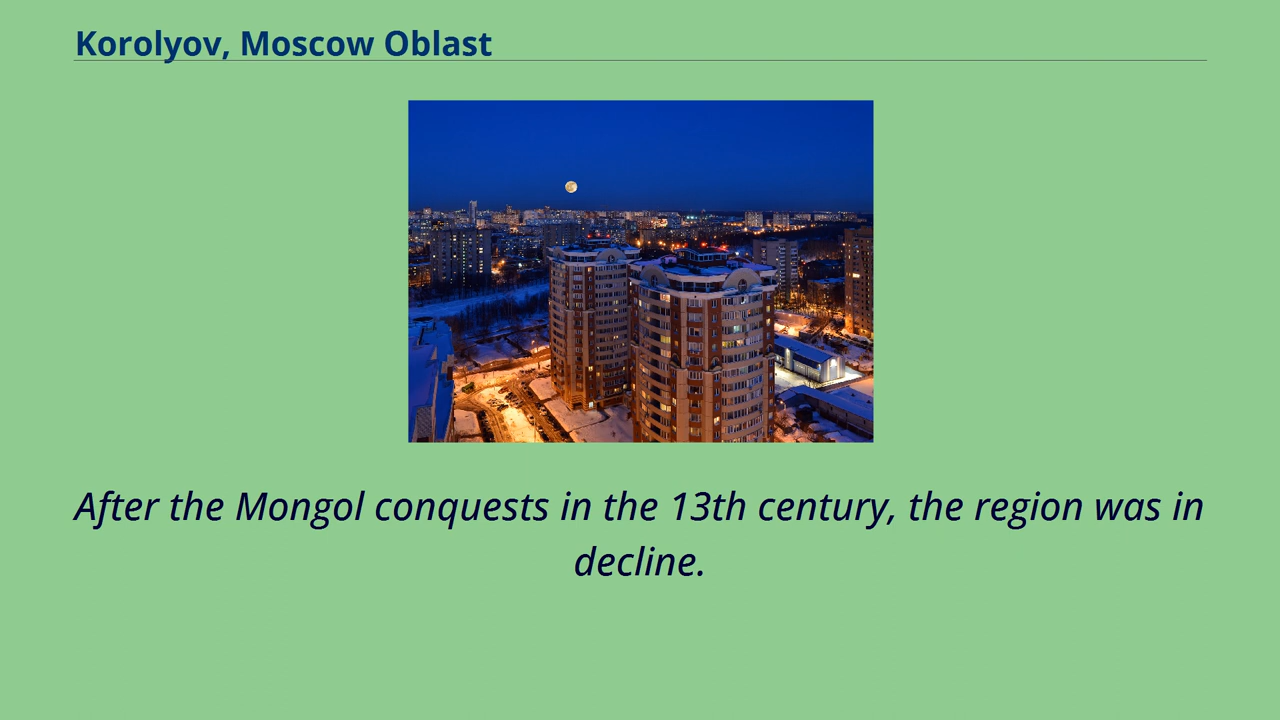 Korolyov, Moscow Oblast
After the Mongol conquests in the 13th century, the region was in
decline.